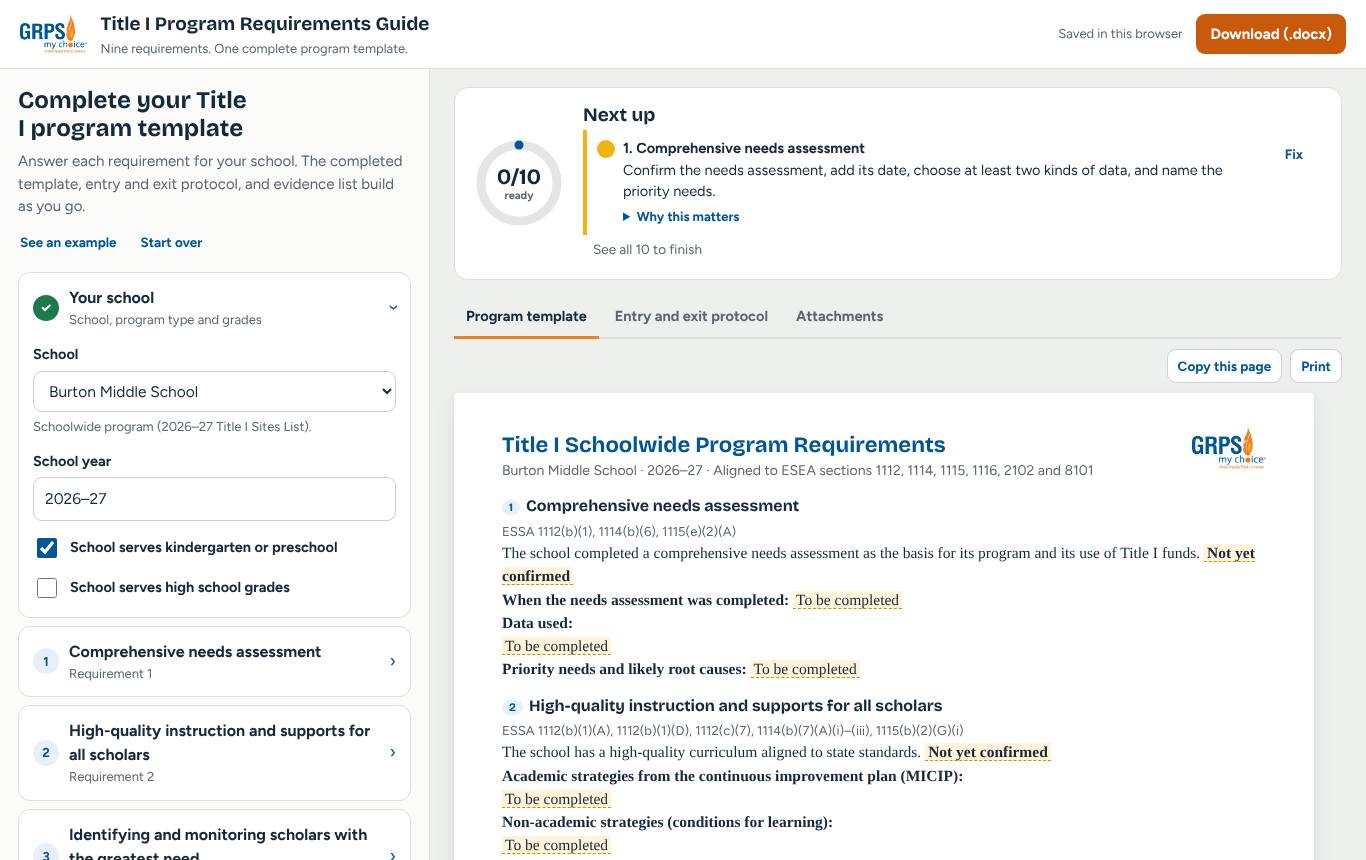 GRPS
my choice
Title I Program Requirements Guide
Nine requirements. One complete program template.
Saved in this browser
Download (.docx)
Complete your Title
I program template
Answer each requirement for your school. The completed
template, entry and exit protocol, and evidence list build
as you go.
See an example
Start over
Your school
School, program type and grades
School
Burton Middle School
Schoolwide program (2026–27 Title I Sites List).
School year
2026–27
School serves kindergarten or preschool
School serves high school grades
1
Comprehensive needs assessment
Requirement 1
2
High-quality instruction and supports for
all scholars
Requirement 2
3
Identifying and monitoring scholars with
the greatest need
0/10
ready
Next up
1. Comprehensive needs assessment
Confirm the needs assessment, add its date, choose at least two kinds of data, and name the
priority needs.
Why this matters
Fix
See all 10 to finish
Program template
Entry and exit protocol
Attachments
Copy this page
Print
Title I Schoolwide Program Requirements
Burton Middle School · 2026–27 · Aligned to ESEA sections 1112, 1114, 1115, 1116, 2102 and 8101
GRPS
my choice
1 Comprehensive needs assessment
ESSA 1112(b)(1), 1114(b)(6), 1115(e)(2)(A)
The school completed a comprehensive needs assessment as the basis for its program and its use of Title I funds. Not yet
confirmed
When the needs assessment was completed: To be completed
Data used:
To be completed
Priority needs and likely root causes: To be completed
2 High-quality instruction and supports for all scholars
ESSA 1112(b)(1)(A), 1112(b)(1)(D), 1112(c)(7), 1114(b)(7)(A)(i)–(iii), 1115(b)(2)(G)(i)
The school has a high-quality curriculum aligned to state standards. Not yet confirmed
Academic strategies from the continuous improvement plan (MICIP):
To be completed
Non-academic strategies (conditions for learning):
To be completed